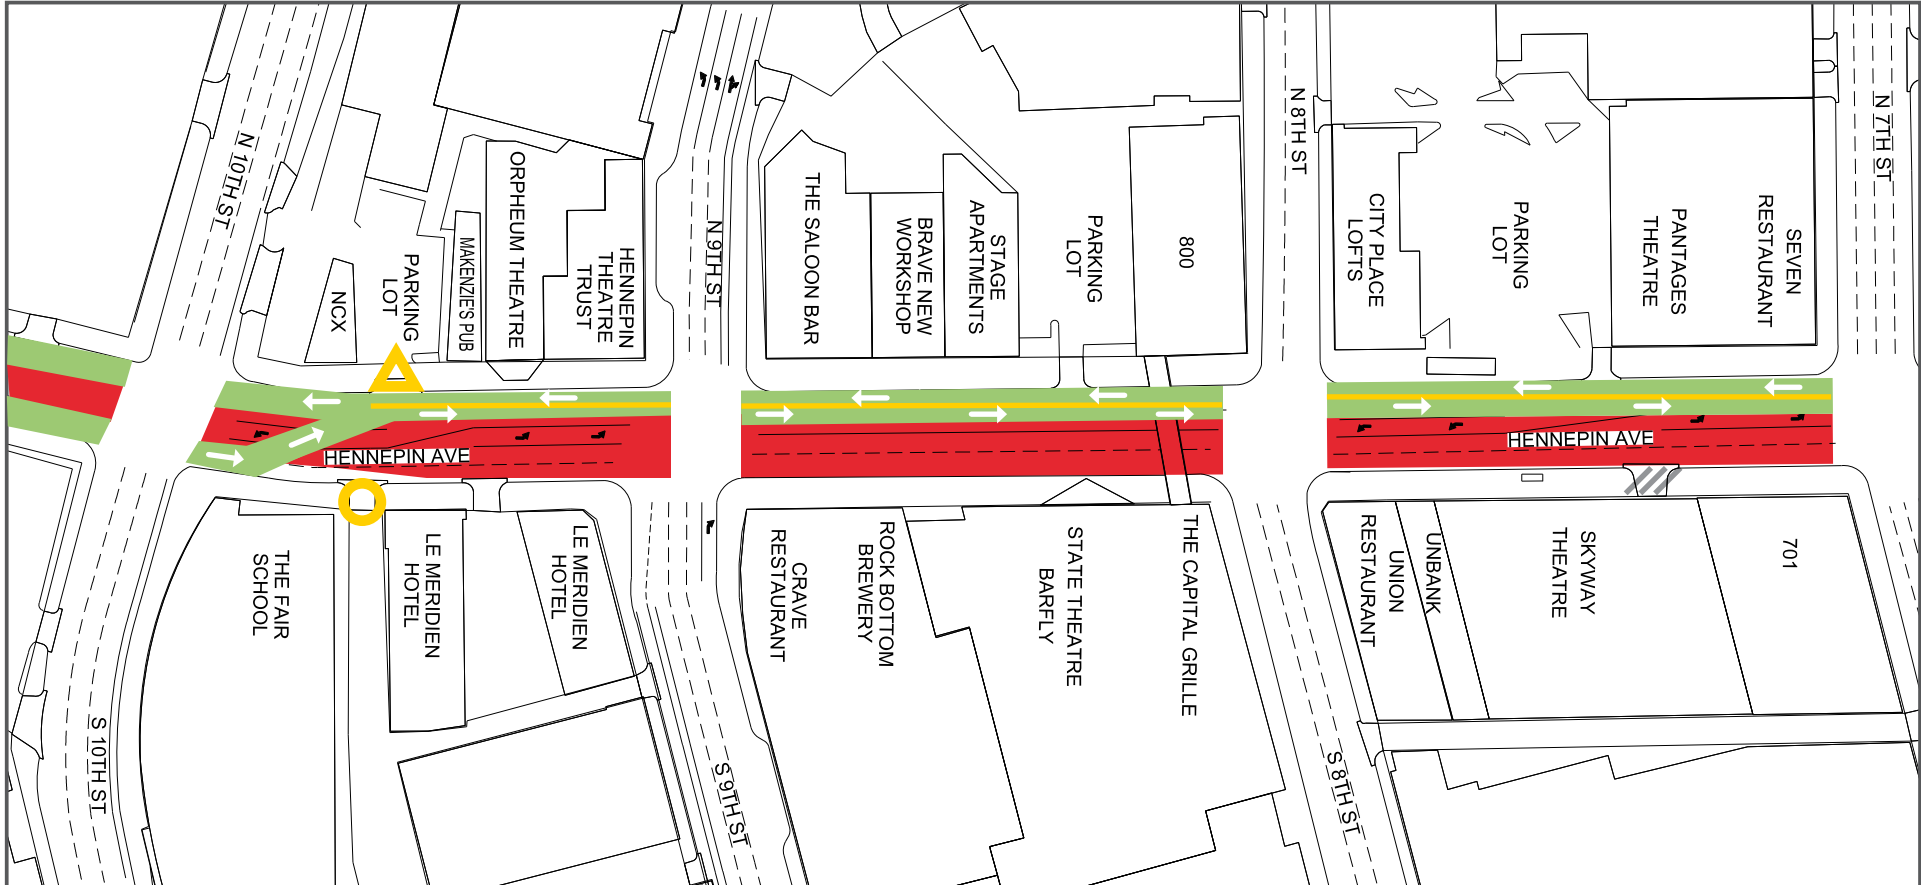 N 10TH ST
NCX
PARKING
LOT
MAKENZIE'S PUB
ORPHEUM THEATRE
HENNEPIN
THEATRE
TRUST
N 9TH ST
THE SALOON BAR
BRAVE NEW
WORKSHOP
STAGE
APARTMENTS
PARKING
LOT
800
N 8TH ST
CITY PLACE
LOFTS
PARKING
LOT
PANTAGES
THEATRE
SEVEN
RESTAURANT
N 7TH ST
HENNEPIN AVE
HENNEPIN AVE
S 10TH ST
THE FAIR
SCHOOL
LE MERIDIEN
HOTEL
LE MERIDIEN
HOTEL
S 9TH ST
CRAVE
RESTAURANT
ROCK BOTTOM
BREWERY
STATE THEATRE
BARFLY
THE CAPITAL GRILLE
S 8TH ST
UNION
RESTAURANT
UNBANK
SKYWAY
THEATRE
701